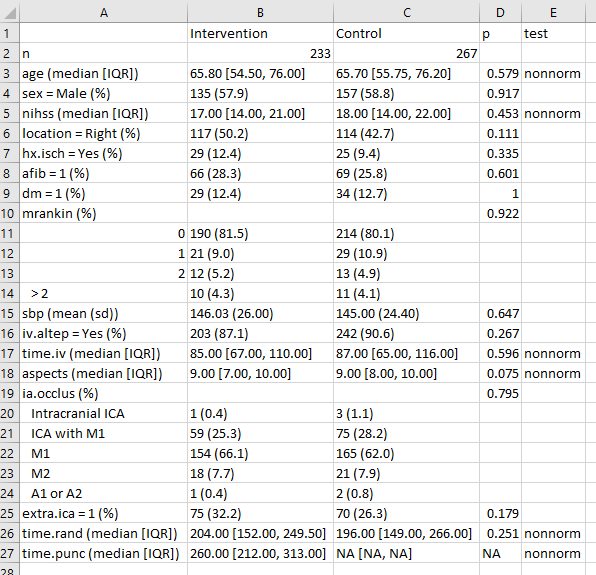 A B C D E
1 Intervention Control p test
2 n 233 267
3 age (median [IQR]) 65.80 [54.50, 76.00] 65.70 [55.75, 76.20] 0.579 nonnorm
4 sex = Male (%) 135 (57.9) 157 (58.8) 0.917
5 nihss (median [IQR]) 17.00 [14.00, 21.00] 18.00 [14.00, 22.00] 0.453 nonnorm
6 location = Right (%) 117 (50.2) 114 (42.7) 0.111
7 hx.isch = Yes (%) 29 (12.4) 25 (9.4) 0.335
8 afib = 1 (%) 66 (28.3) 69 (25.8) 0.601
9 dm = 1 (%) 29 (12.4) 34 (12.7) 1
10 mrankin (%) 0.922
11 0 190 (81.5) 214 (80.1)
12 1 21 (9.0) 29 (10.9)
13 2 12 (5.2) 13 (4.9)
14 > 2 10 (4.3) 11 (4.1)
15 sbp (mean (sd)) 146.03 (26.00) 145.00 (24.40) 0.647
16 iv.altep = Yes (%) 203 (87.1) 242 (90.6) 0.267
17 time.iv (median [IQR]) 85.00 [67.00, 110.00] 87.00 [65.00, 116.00] 0.596 nonnorm
18 aspects (median [IQR]) 9.00 [7.00, 10.00] 9.00 [8.00, 10.00] 0.075 nonnorm
19 ia.occlus (%) 0.795
20 Intracranial ICA 1 (0.4) 3 (1.1)
21 ICA with M1 59 (25.3) 75 (28.2)
22 M1 154 (66.1) 165 (62.0)
23 M2 18 (7.7) 21 (7.9)
24 A1 or A2 1 (0.4) 2 (0.8)
25 extra.ica = 1 (%) 75 (32.2) 70 (26.3) 0.179
26 time.rand (median [IQR]) 204.00 [152.00, 249.50] 196.00 [149.00, 266.00] 0.251 nonnorm
27 time.punc (median [IQR]) 260.00 [212.00, 313.00] NA [NA, NA] NA nonnorm
28